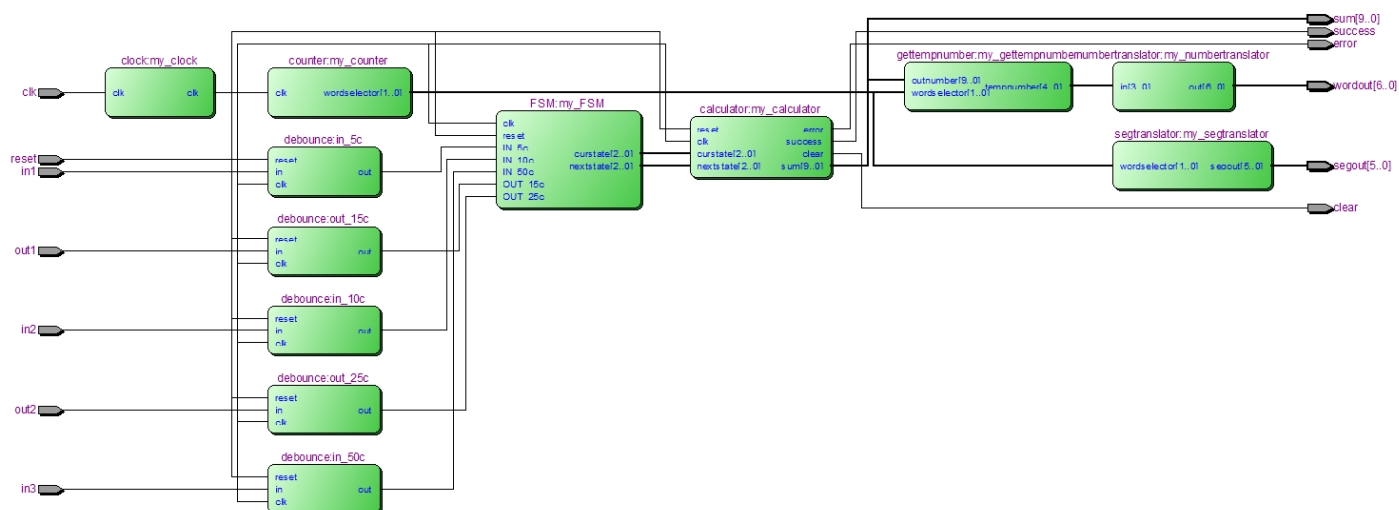 sum[9..0]
success
error
clock:my_clock
counter:my_counter
gettempnumber:my_gettempnumbernumbertranslator:my_numbertranslator
clk
clk
clk
clk
wordselector[1..0]
outnumber[9..0]
wordselector[1..0]
tempnumber[4..0]
in[3..0]
out[6..0]
wordout[6..0]
FSM:my_FSM
clk
reset
IN_5c
IN_10c
IN_50c
OUT_15c
OUT_25c
curstate[2..0]
nextstate[2..0]
calculator:my_calculator
reset
clk
curstate[2..0]
nextstate[2..0]
error
success
clear
sum[9..0]
segtranslator:my_segtranslator
wordselector[1..0]
segout[5..0]
segout[5..0]
clear
debounce:in_5c
reset
in1
reset
in
clk
out
debounce:out_15c
out1
reset
in
clk
out
debounce:in_10c
in2
reset
in
clk
out
debounce:out_25c
out2
reset
in
clk
out
debounce:in_50c
in3
reset
in
clk
out